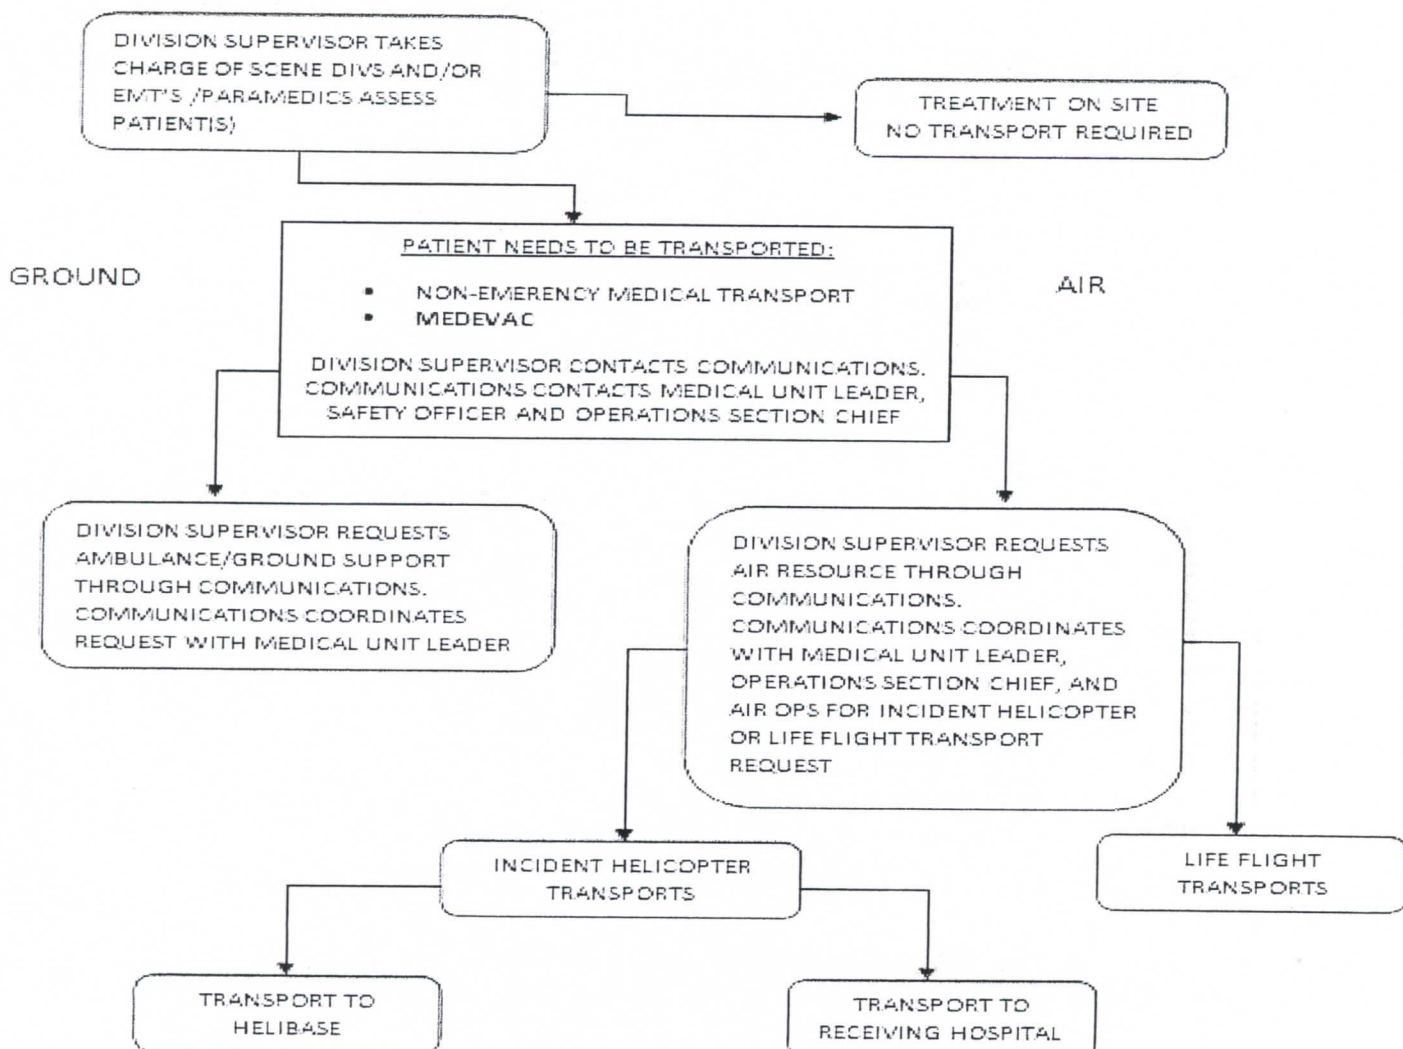 DIVISION SUPERVISOR TAKES
CHARGE OF SCENE DIVS AND/OR
EMT'S /PARAMEDICS ASSESS
PATIENTIS)
TREATMENT ON SITE
NO TRANSPORT REQUIRED
GROUND
PATIENT NEEDS TO BE TRANSPORTED:
• NON-EMERENCY MEDICAL TRANSPORT
• MEDEVAC
DIVISION SUPERVISOR CONTACTS COMMUNICATIONS.
COMMUNICATIONS CONTACTS MEDICAL UNIT LEADER,
SAFETY OFFICER AND OPERATIONS SECTION CHIEF
AIR
DIVISION SUPERVISOR REQUESTS
AMBULANCE/GROUND SUPPORT
THROUGH COMMUNICATIONS.
COMMUNICATIONS COORDINATES
REQUEST WITH MEDICAL UNIT LEADER
DIVISION SUPERVISOR REQUESTS
AIR RESOURCE THROUGH
COMMUNICATIONS.
COMMUNICATIONS COORDINATES
WITH MEDICAL UNIT LEADER,
OPERATIONS SECTION CHIEF, AND
AIR OPS FOR INCIDENT HELICOPTER
OR LIFE FLIGHT TRANSPORT
REQUEST
INCIDENT HELICOPTER
TRANSPORTS
LIFE FLIGHT
TRANSPORTS
TRANSPORT TO
HELIBASE
TRANSPORT TO
RECEIVING HOSPITAL